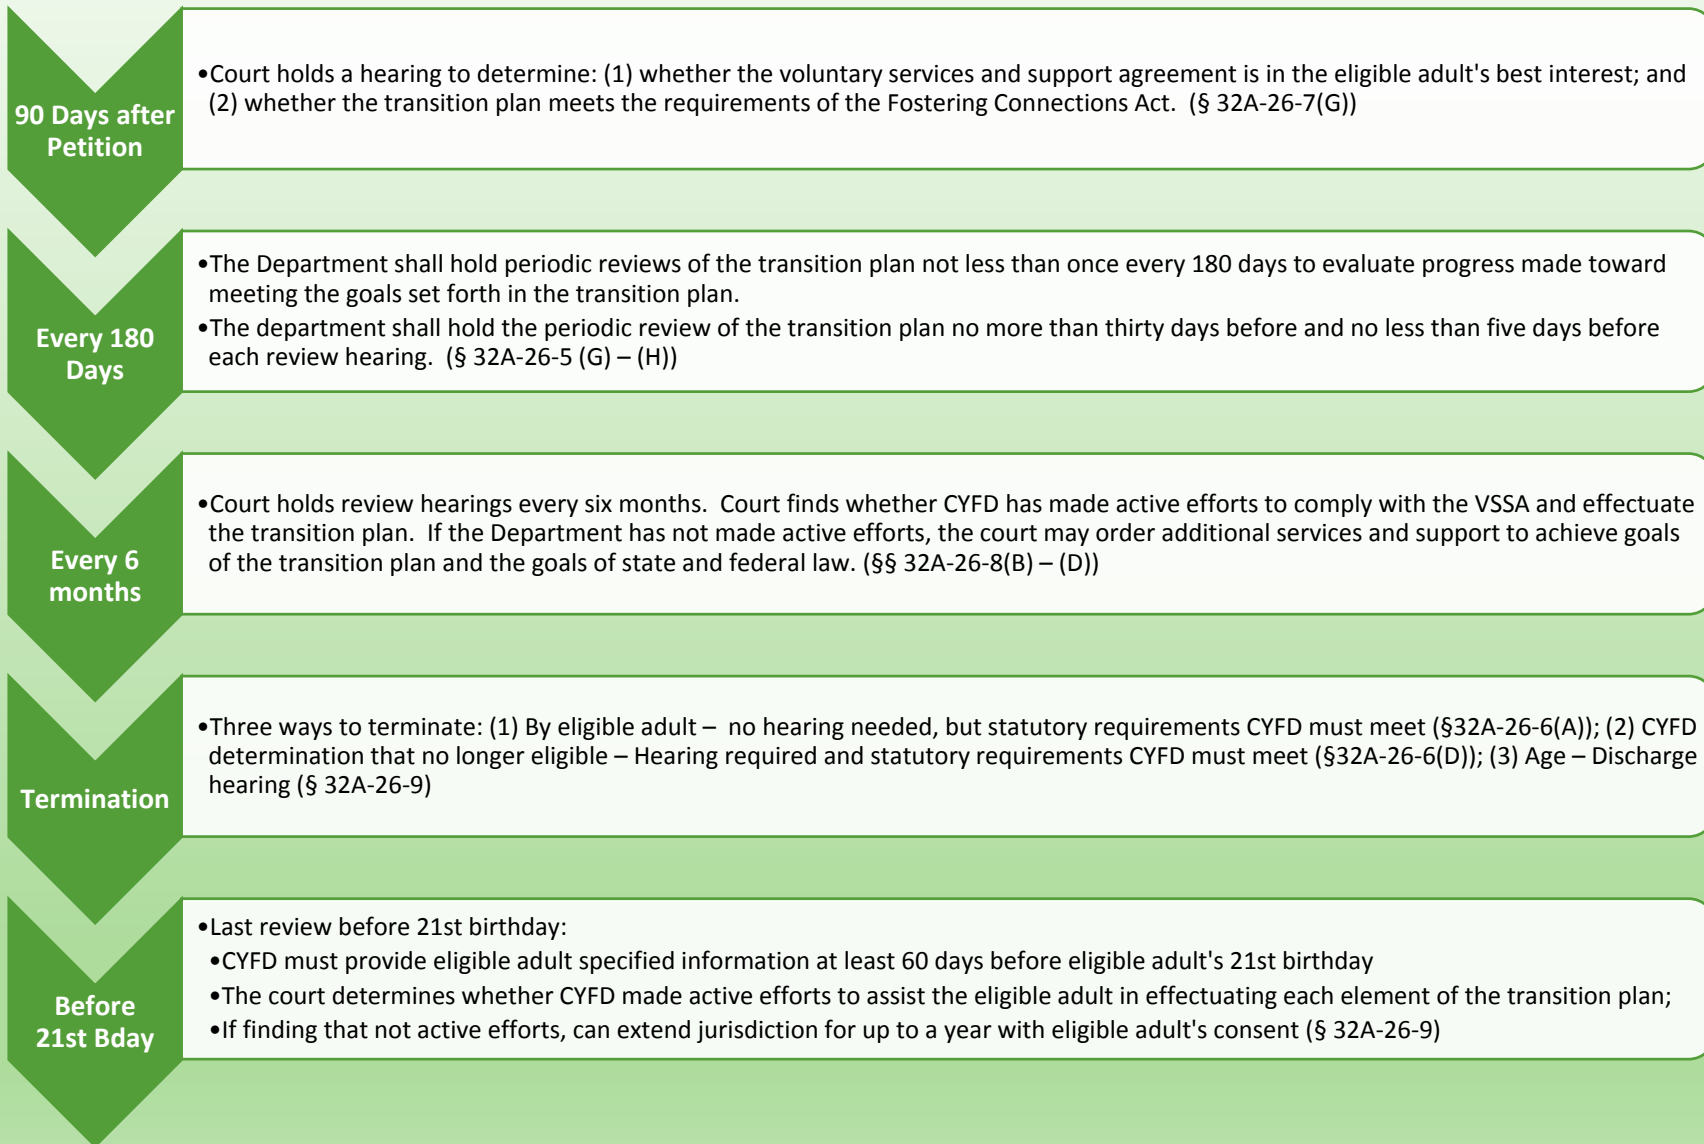 90 Days after
Petition
•Court holds a hearing to determine: (1) whether the voluntary services and support agreement is in the eligible adult's best interest; and
(2) whether the transition plan meets the requirements of the Fostering Connections Act.  (§ 32A-26-7(G))
Every 180
Days
•The Department shall hold periodic reviews of the transition plan not less than once every 180 days to evaluate progress made toward
meeting the goals set forth in the transition plan.
•The department shall hold the periodic review of the transition plan no more than thirty days before and no less than five days before
each review hearing.  (§ 32A-26-5 (G) – (H))
Every 6
months
•Court holds review hearings every six months.  Court finds whether CYFD has made active efforts to comply with the VSSA and effectuate
the transition plan.  If the Department has not made active efforts, the court may order additional services and support to achieve goals
of the transition plan and the goals of state and federal law. (§§ 32A-26-8(B) – (D))
Termination
•Three ways to terminate: (1) By eligible adult –  no hearing needed, but statutory requirements CYFD must meet (§32A-26-6(A)); (2) CYFD
determination that no longer eligible – Hearing required and statutory requirements CYFD must meet (§32A-26-6(D)); (3) Age – Discharge
hearing (§ 32A-26-9)
Before
21st Bday
•Last review before 21st birthday:
•CYFD must provide eligible adult specified information at least 60 days before eligible adult's 21st birthday
•The court determines whether CYFD made active efforts to assist the eligible adult in effectuating each element of the transition plan;
•If finding that not active efforts, can extend jurisdiction for up to a year with eligible adult's consent (§ 32A-26-9)